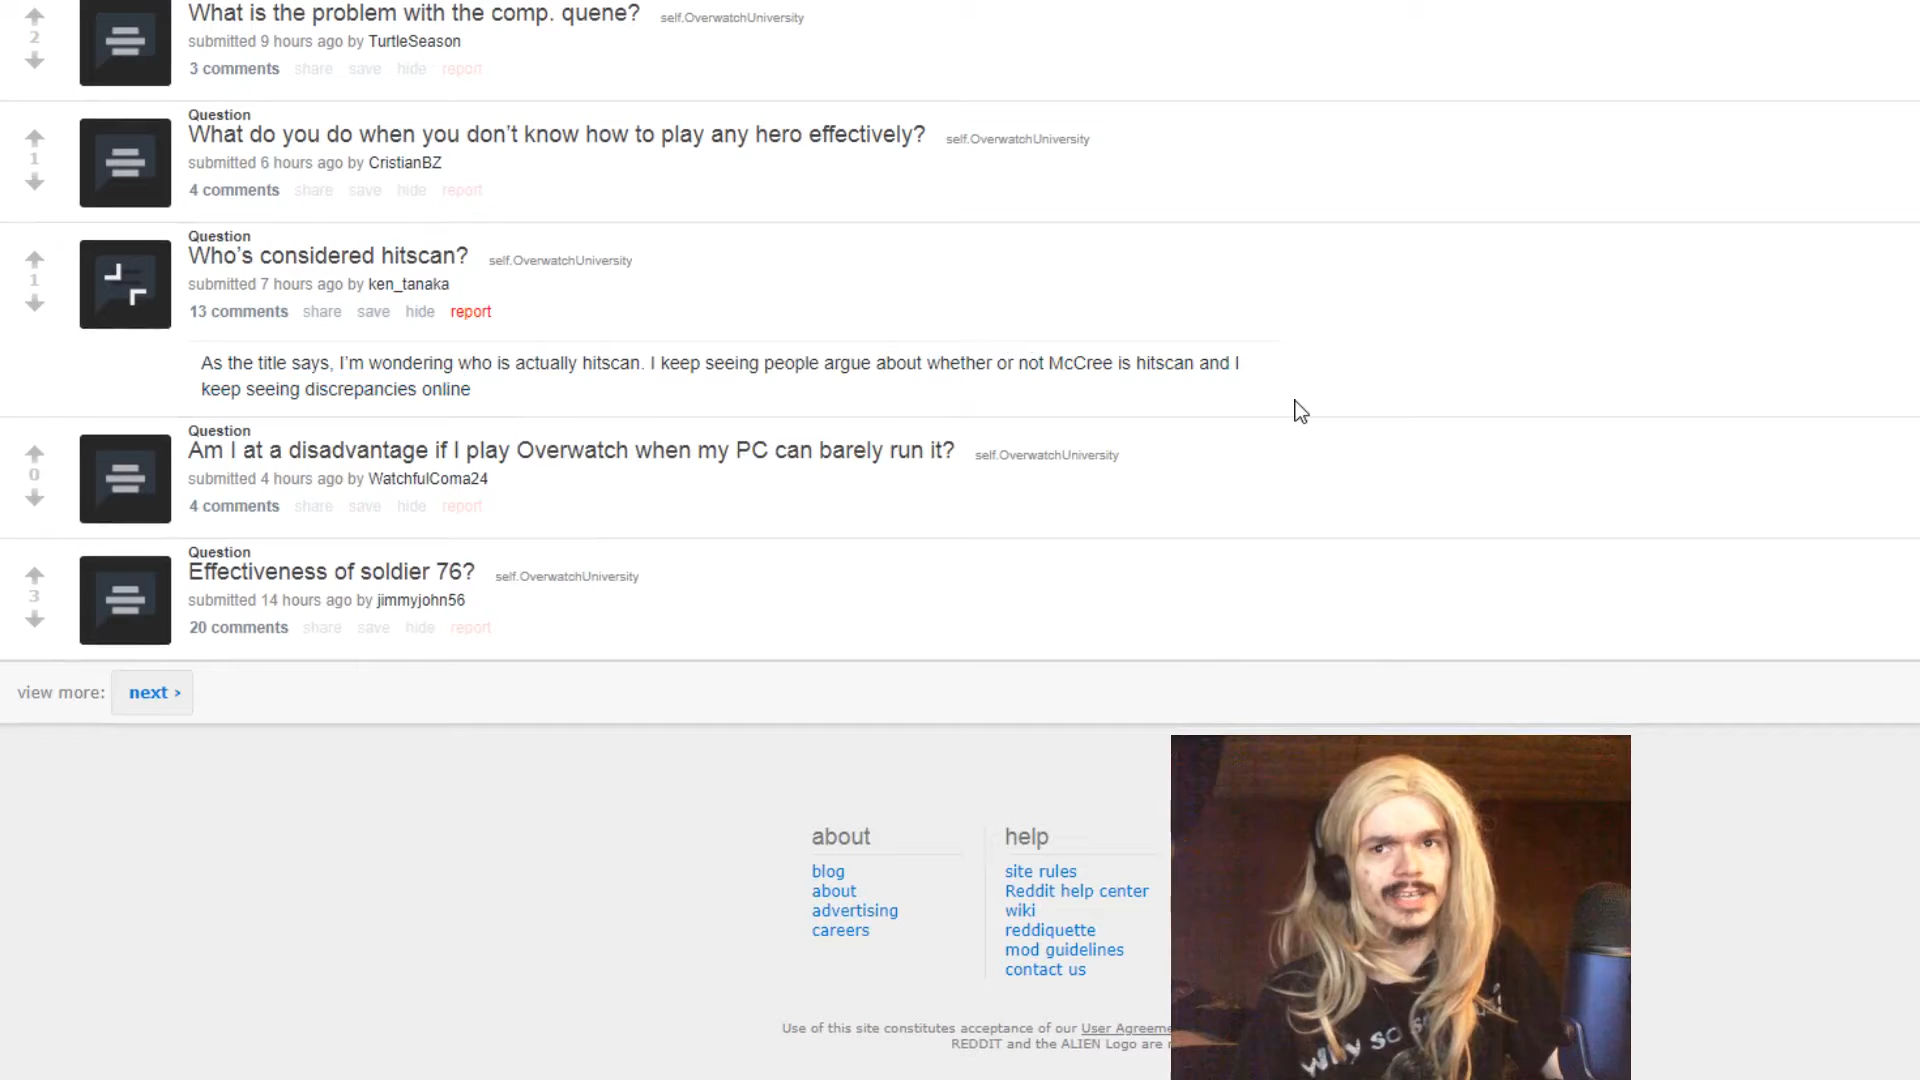 What is the problem with the comp. quene? self.OverwatchUniversity
2
submitted 9 hours ago by TurtleSeason
3 comments share save hide report
Question
What do you do when you don't know how to play any hero effectively? self.OverwatchUniversity
1
submitted 6 hours ago by CristianBZ
4 comments share save hide report
Question
Who's considered hitscan? self.OverwatchUniversity
1
submitted 7 hours ago by ken_tanaka
13 comments share save hide report
As the title says, I'm wondering who is actually hitscan. I keep seeing people argue about whether or not McCree is hitscan and I
keep seeing discrepancies online
Question
Am I at a disadvantage if I play Overwatch when my PC can barely run it? self.OverwatchUniversity
0
submitted 4 hours ago by WatchfulComa24
4 comments share save hide report
Question
Effectiveness of soldier 76? self.OverwatchUniversity
3
submitted 14 hours ago by jimmyjohn56
20 comments share save hide report
view more: next ›
about
blog
about
advertising
careers
help
site rules
Reddit help center
wiki
reddiquette
mod guidelines
contact us
Use of this site constitutes acceptance of our User Agreeme
REDDIT and the ALIEN Logo are
why so